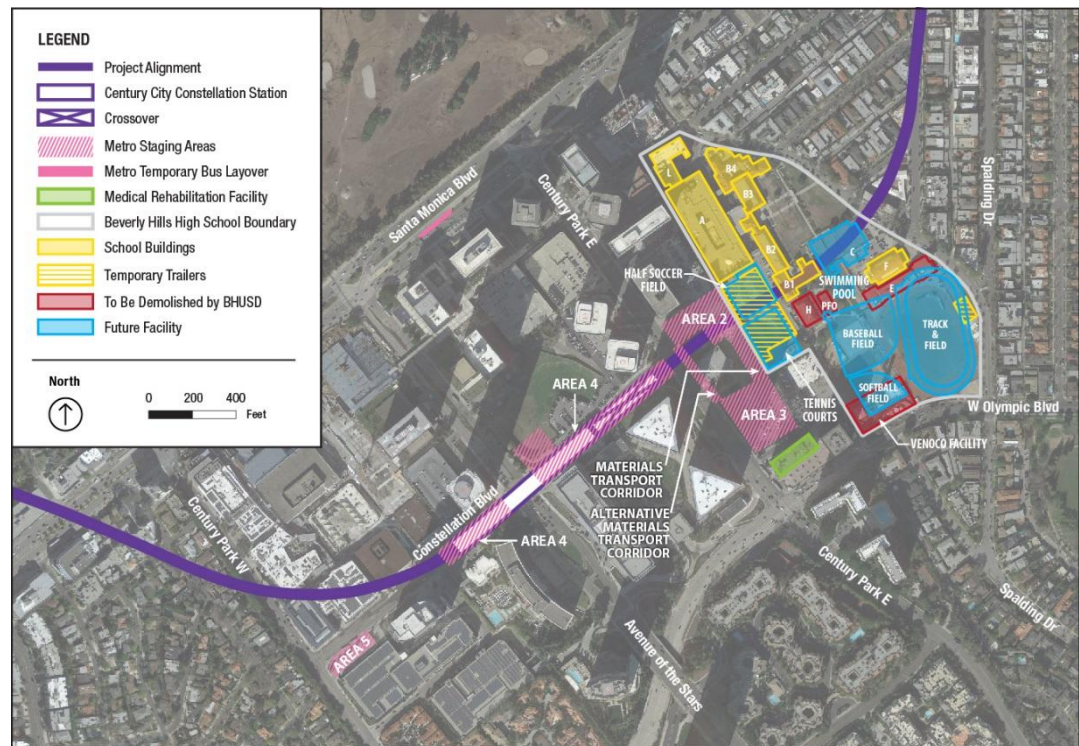 LEGEND
Project Alignment
Century City Constellation Station
Crossover
Metro Staging Areas
Metro Temporary Bus Layover
Medical Rehabilitation Facility
Beverly Hills High School Boundary
School Buildings
Temporary Trailers
To Be Demolished by BHUSD
Future Facility
North
0 200 400
Feet
Santa Monica Blvd
Century Park E
Spalding Dr
L
B4
B3
A
B2
B1
C
F
E
HALF SOCCER
FIELD
SWIMMING
POOL
H
PFO
AREA 2
BASEBALL
FIELD
TRACK
&
FIELD
SOFTBALL
FIELD
AREA 4
AREA 3
TENNIS
COURTS
W Olympic Blvd
VENOCO FACILITY
MATERIALS
TRANSPORT
CORRIDOR
ALTERNATIVE
MATERIALS
TRANSPORT
CORRIDOR
Constellation Blvd
AREA 4
Century Park W
AREA 5
Avenue of the Stars
Century Park E
Spalding Dr